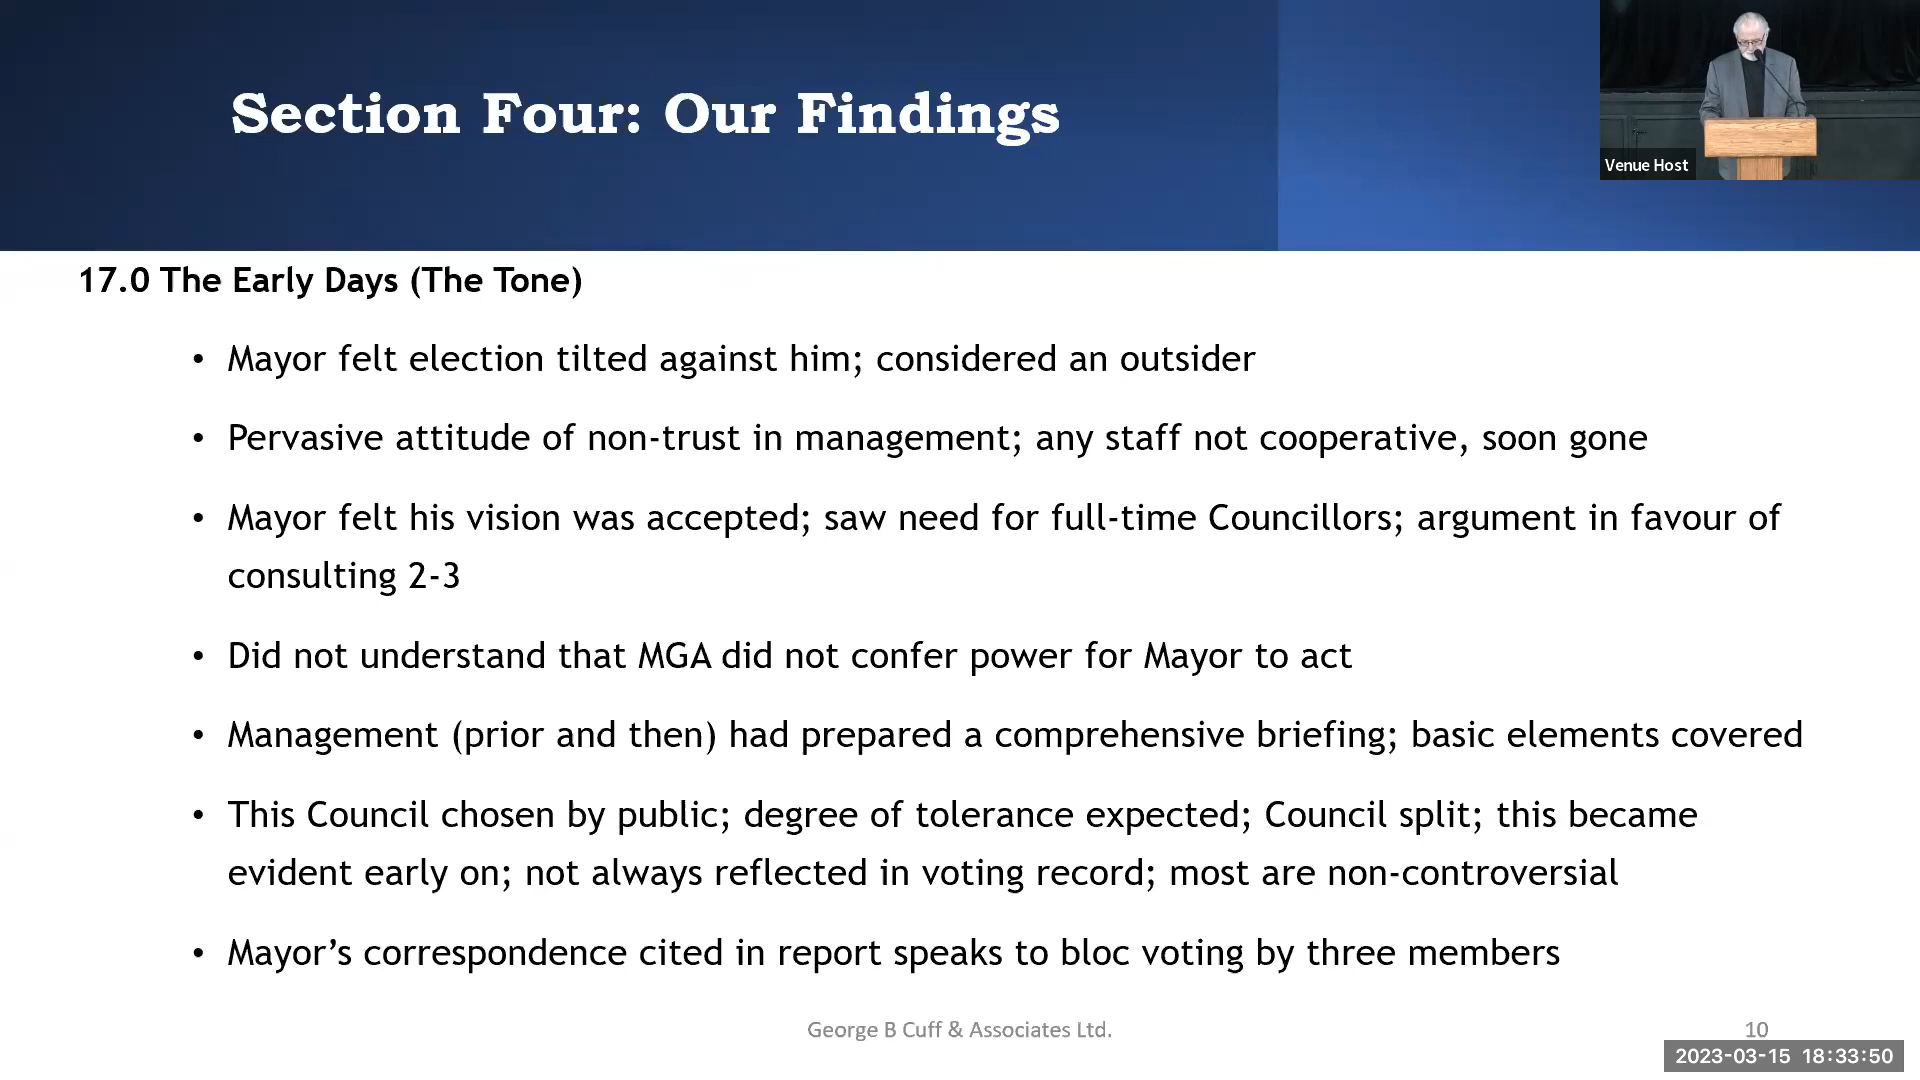 Section Four: Our Findings
Venue Host
17.0 The Early Days (The Tone)
• Mayor felt election tilted against him; considered an outsider
• Pervasive attitude of non-trust in management; any staff not cooperative, soon gone
• Mayor felt his vision was accepted; saw need for full-time Councillors; argument in favour of
consulting 2-3
• Did not understand that MGA did not confer power for Mayor to act
• Management (prior and then) had prepared a comprehensive briefing; basic elements covered
• This Council chosen by public; degree of tolerance expected; Council split; this became
evident early on; not always reflected in voting record; most are non-controversial
• Mayor’s correspondence cited in report speaks to bloc voting by three members
George B Cuff & Associates Ltd.
10
2023-03-15 18:33:50